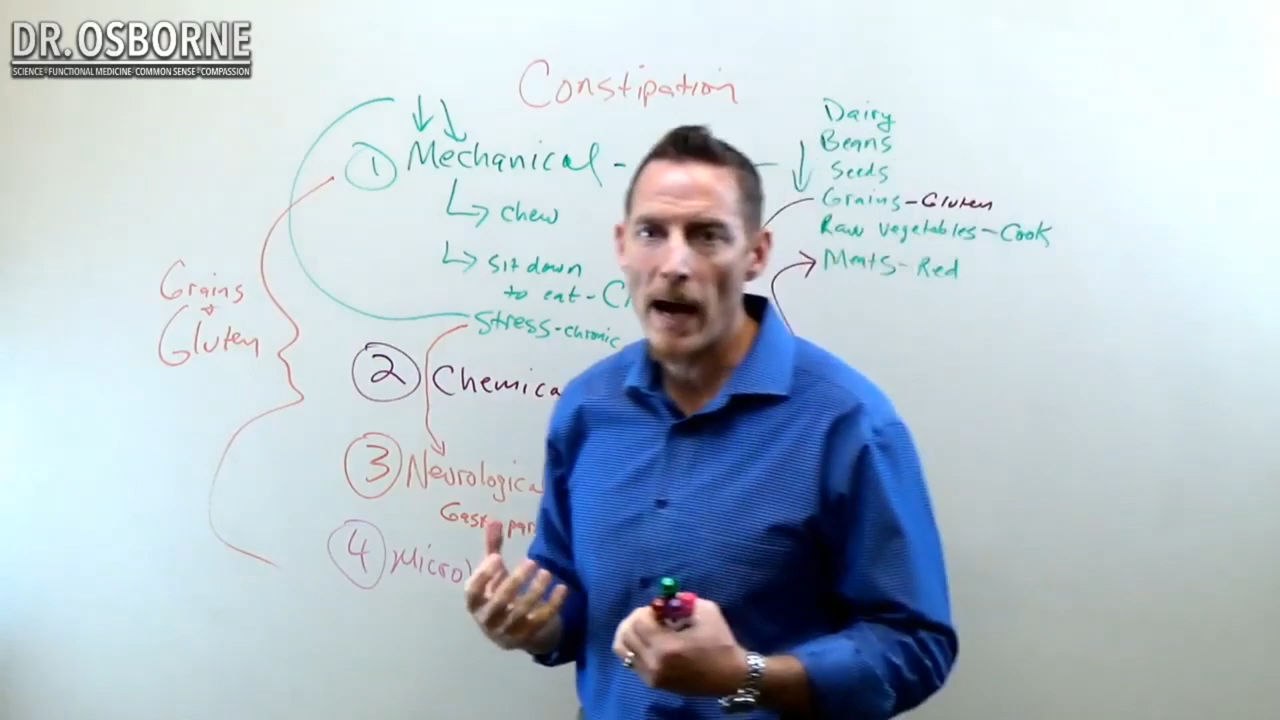 DR. OSBORNE
SCIENCE · FUNCTIONAL MEDICINE · COMMON SENSE · COMPASSION
Constipation
1 Mechanical -
chew
sit down
to eat -
Stress - chronic
2 Chemica
3 Neurologica
4 Micro
Grains
+
Gluten
Dairy
Beans
Seeds
Grains - Gluten
Raw vegetables - Cook
Meats - Red